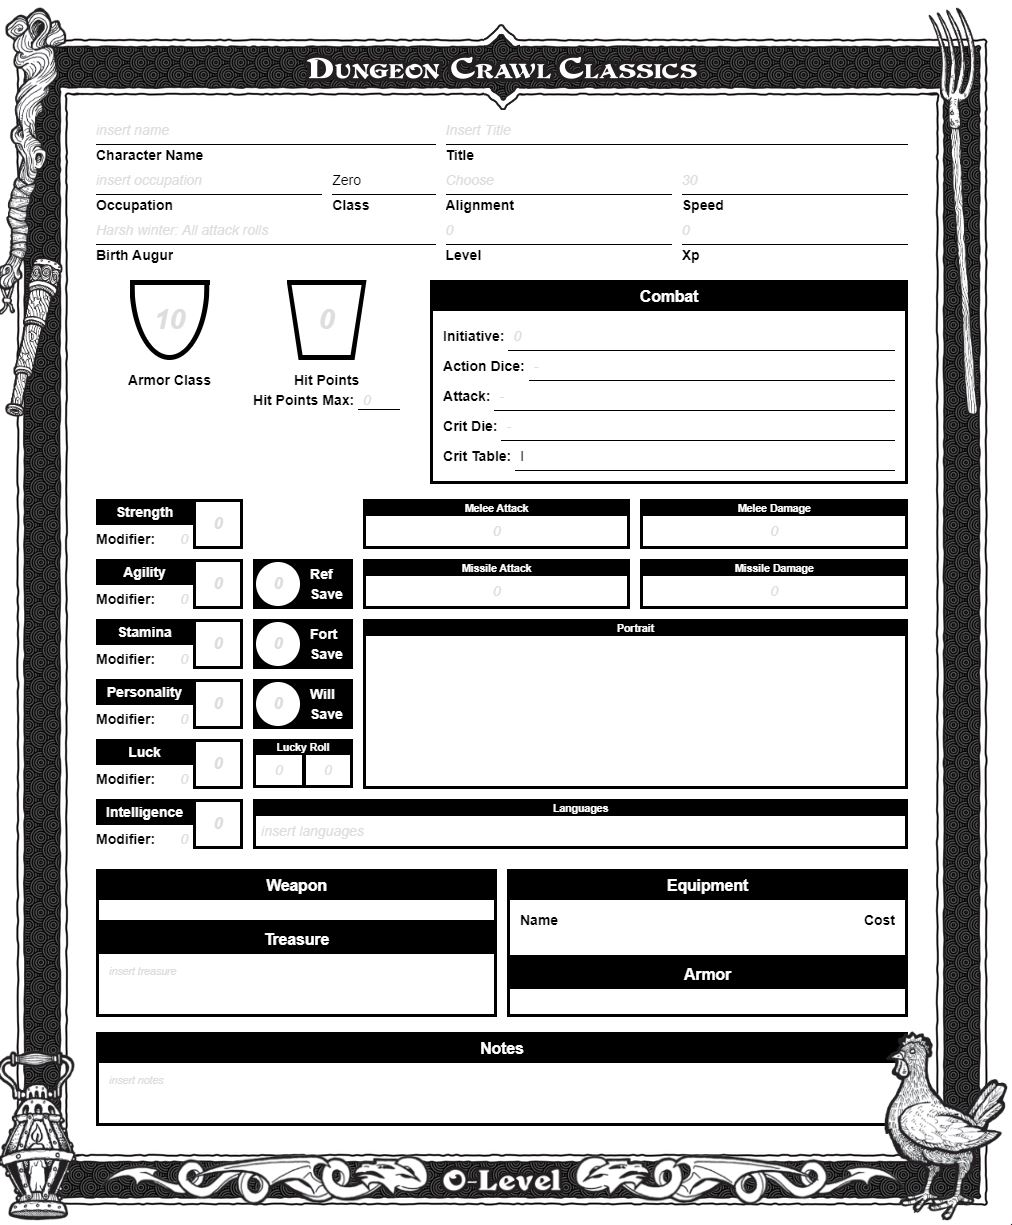 Dungeon Crawl Classics
insert name Insert Title
Character Name Title
insert occupation Zero Choose 30
Occupation Class Alignment Speed
Harsh winter: All attack rolls 0 0
Birth Augur Level Xp
10 0 Combat
Armor Class Hit Points
Hit Points Max: 0
Initiative: 0
Action Dice: -
Attack: -
Crit Die: -
Crit Table: I
Strength 0 Melee Attack Melee Damage
Modifier: 0 0 0
Agility 0 0 Ref Save Missile Attack Missile Damage
Modifier: 0 0 0
Stamina 0 0 Fort Save Portrait
Modifier: 0
Personality 0 0 Will Save
Modifier: 0
Luck 0 Lucky Roll
Modifier: 0 0 0
Intelligence 0 Languages
Modifier: 0 insert languages
Weapon Equipment
Name Cost
Treasure
insert treasure
Armor
Notes
insert notes
0-Level